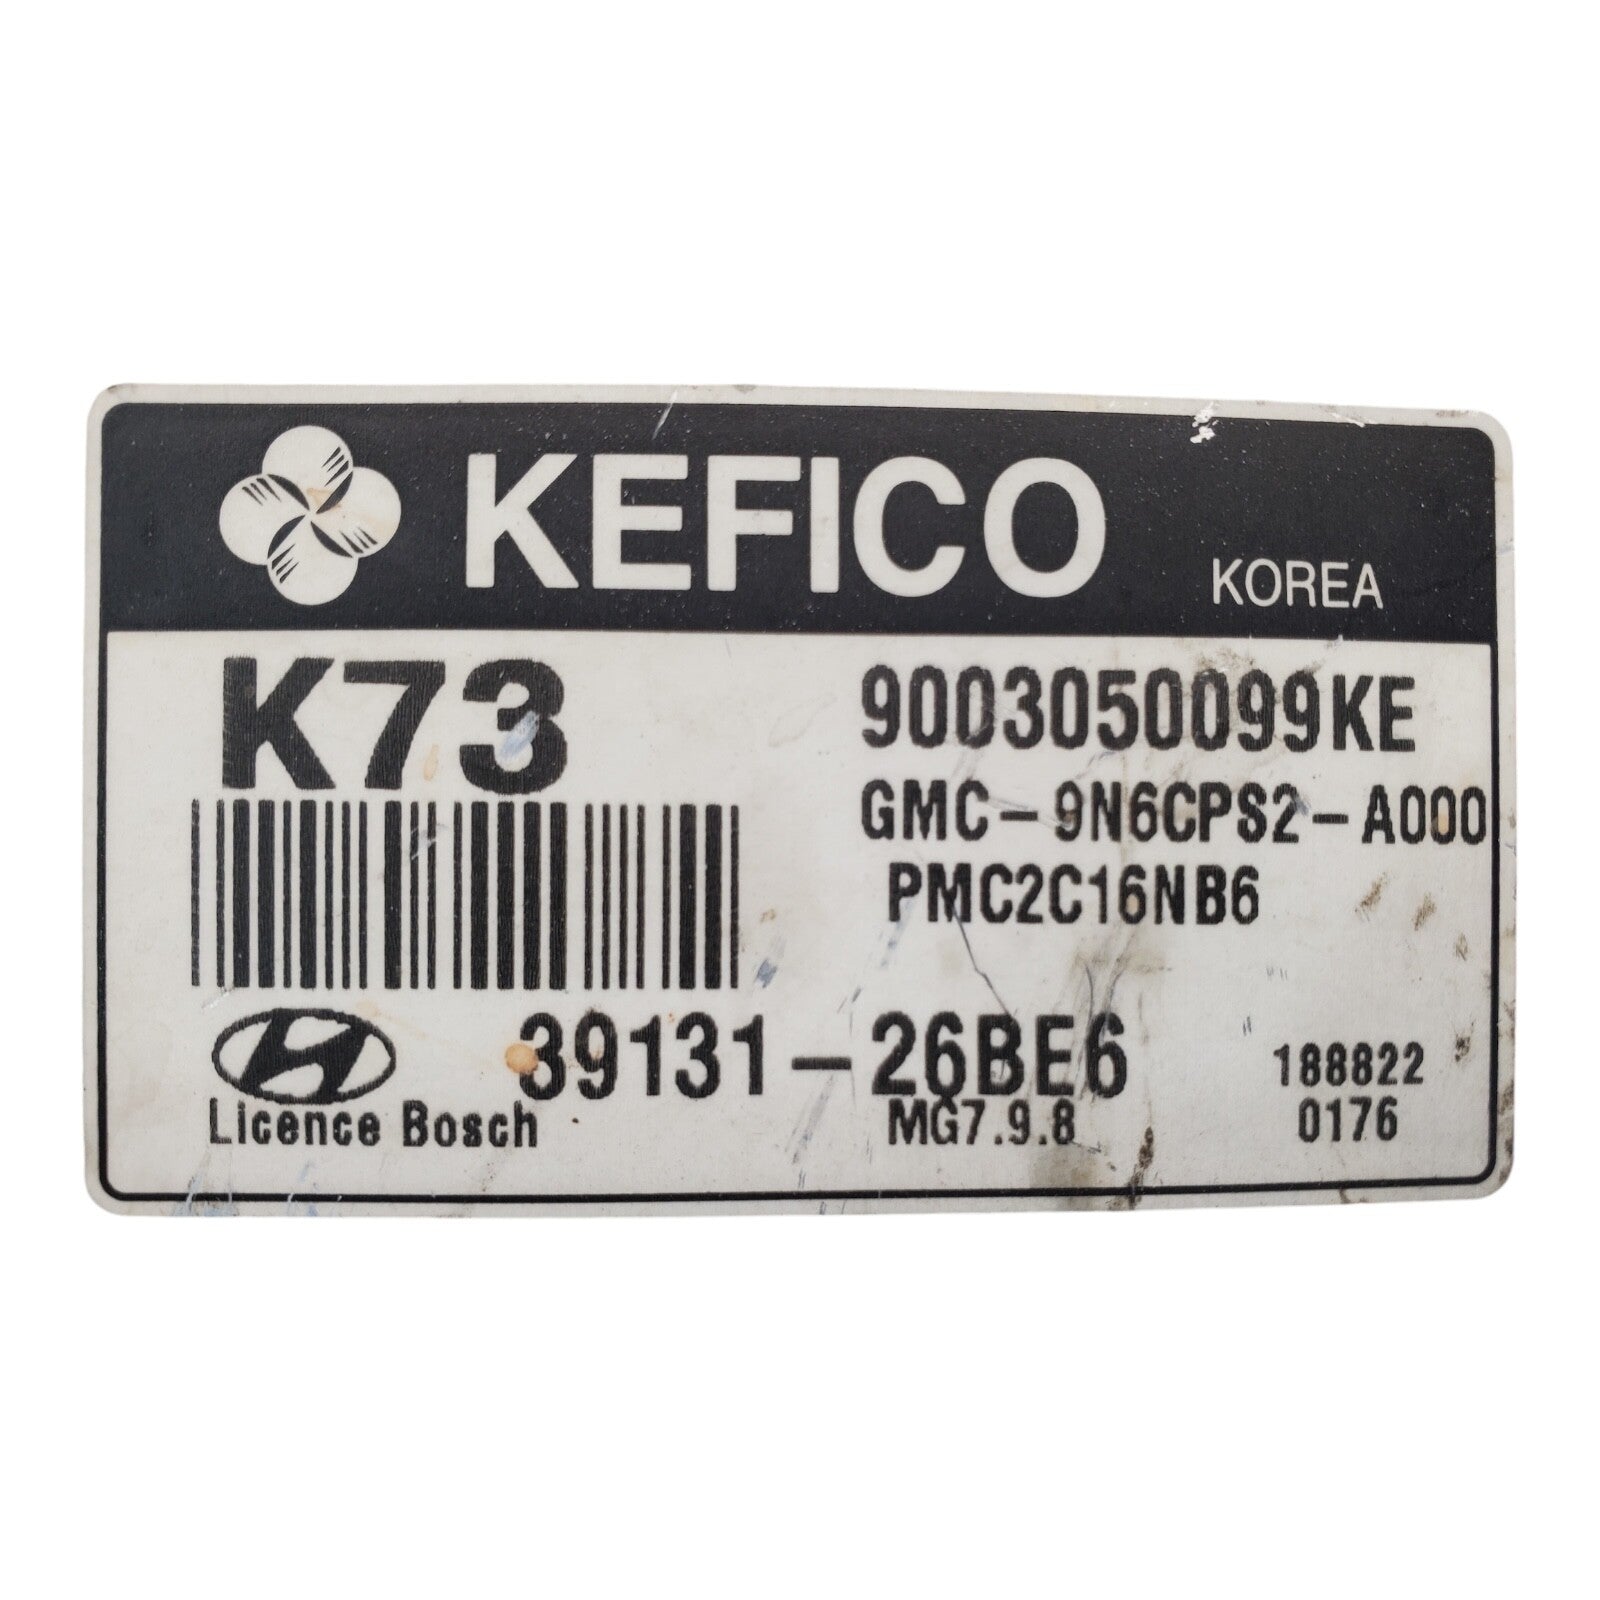 KEFICO KOREA
K73 9003050099KE
GMC-9N6CPS2-A000
PMC2C16NB6
39131-26BE6 188822
Licence Bosch MG7.9.8 0176